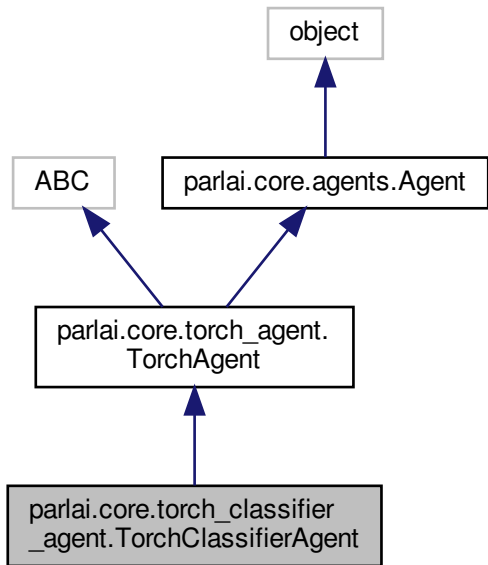 object
ABC
parlai.core.agents.Agent
parlai.core.torch_agent.
TorchAgent
parlai.core.torch_classifier
_agent.TorchClassifierAgent